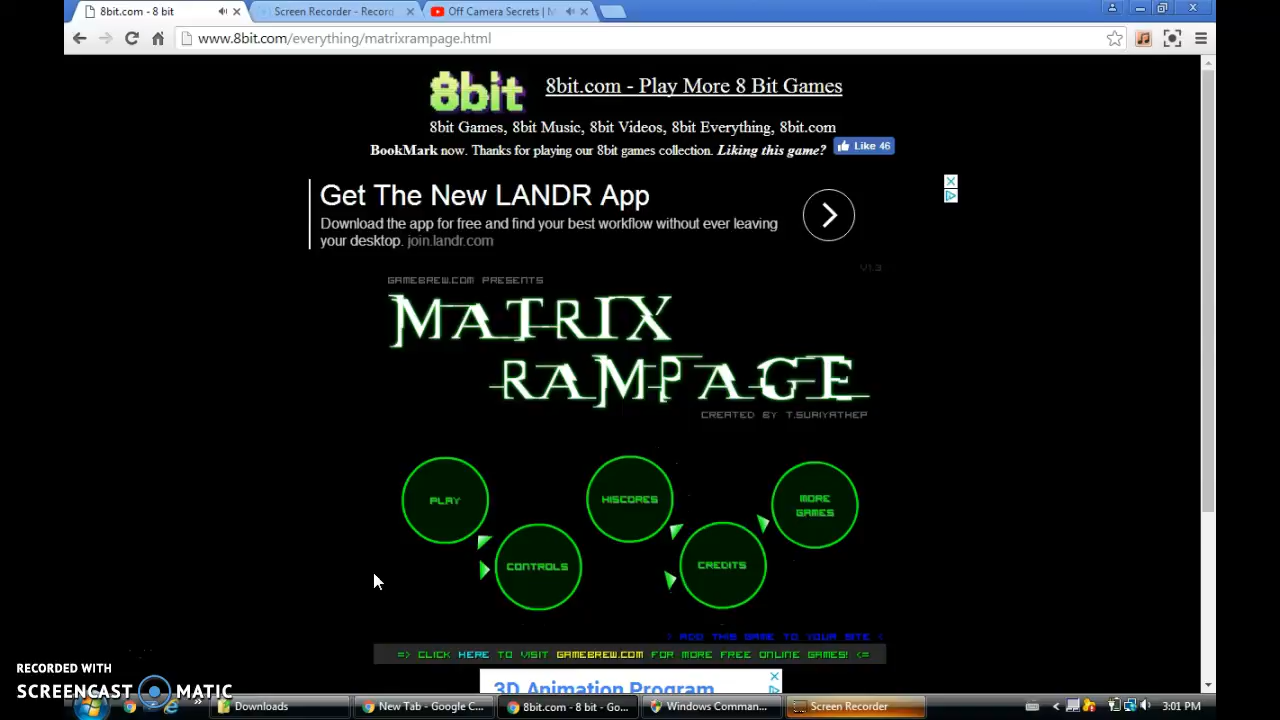 8bit.com - 8 bit
Screen Recorder - Record
Off Camera Secrets | M
www.8bit.com/everything/matrixrampage.html
8bit
8bit.com - Play More 8 Bit Games
8bit Games, 8bit Music, 8bit Videos, 8bit Everything, 8bit.com
BookMark now. Thanks for playing our 8bit games collection. Liking this game?
Like 46
Get The New LANDR App
Download the app for free and find your best workflow without ever leaving
your desktop. join.landr.com
V1.3
GAMEBREW.COM PRESENTS
MATRIX
RAMPAGE
CREATED BY T.SURIYATHEP
PLAY
HISCORES
MORE
GAMES
CONTROLS
CREDITS
> ADD THIS GAME TO YOUR SITE <
=> CLICK HERE TO VISIT GAMEBREW.COM FOR MORE FREE ONLINE GAMES! <=
3D Animation Program
RECORDED WITH
SCREENCAST MATIC
Downloads
New Tab - Google C...
8bit.com - 8 bit - Go...
Windows Comman...
Screen Recorder
3:01 PM